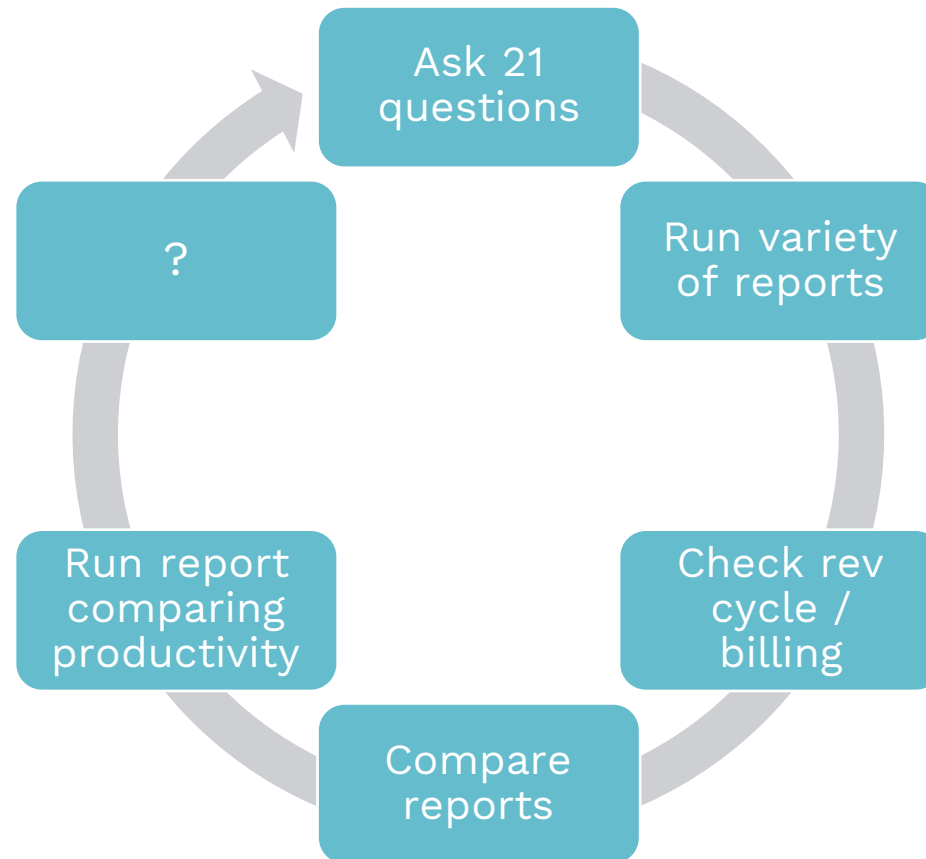 Ask 21
questions
Run variety
of reports
Check rev
cycle /
billing
Compare
reports
Run report
comparing
productivity
?